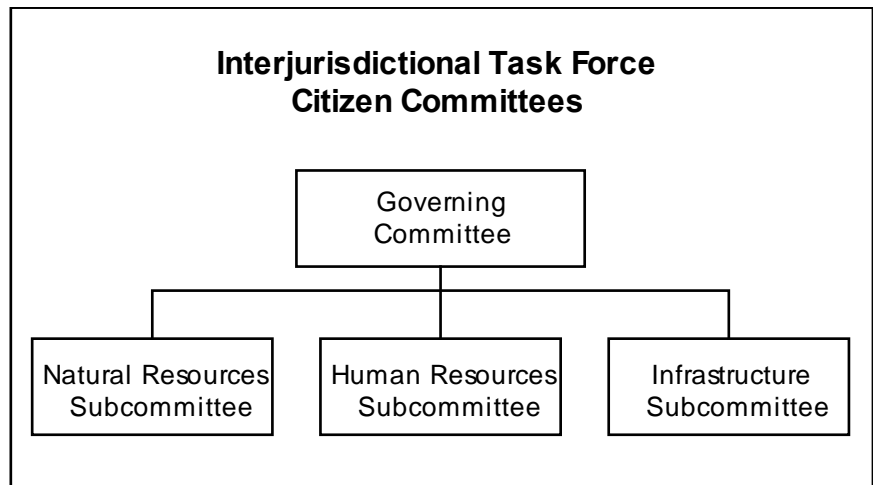 Interjurisdictional Task Force
Citizen Committees
Governing
Committee
Natural Resources
Subcommittee
Human Resources
Subcommittee
Infrastructure
Subcommittee